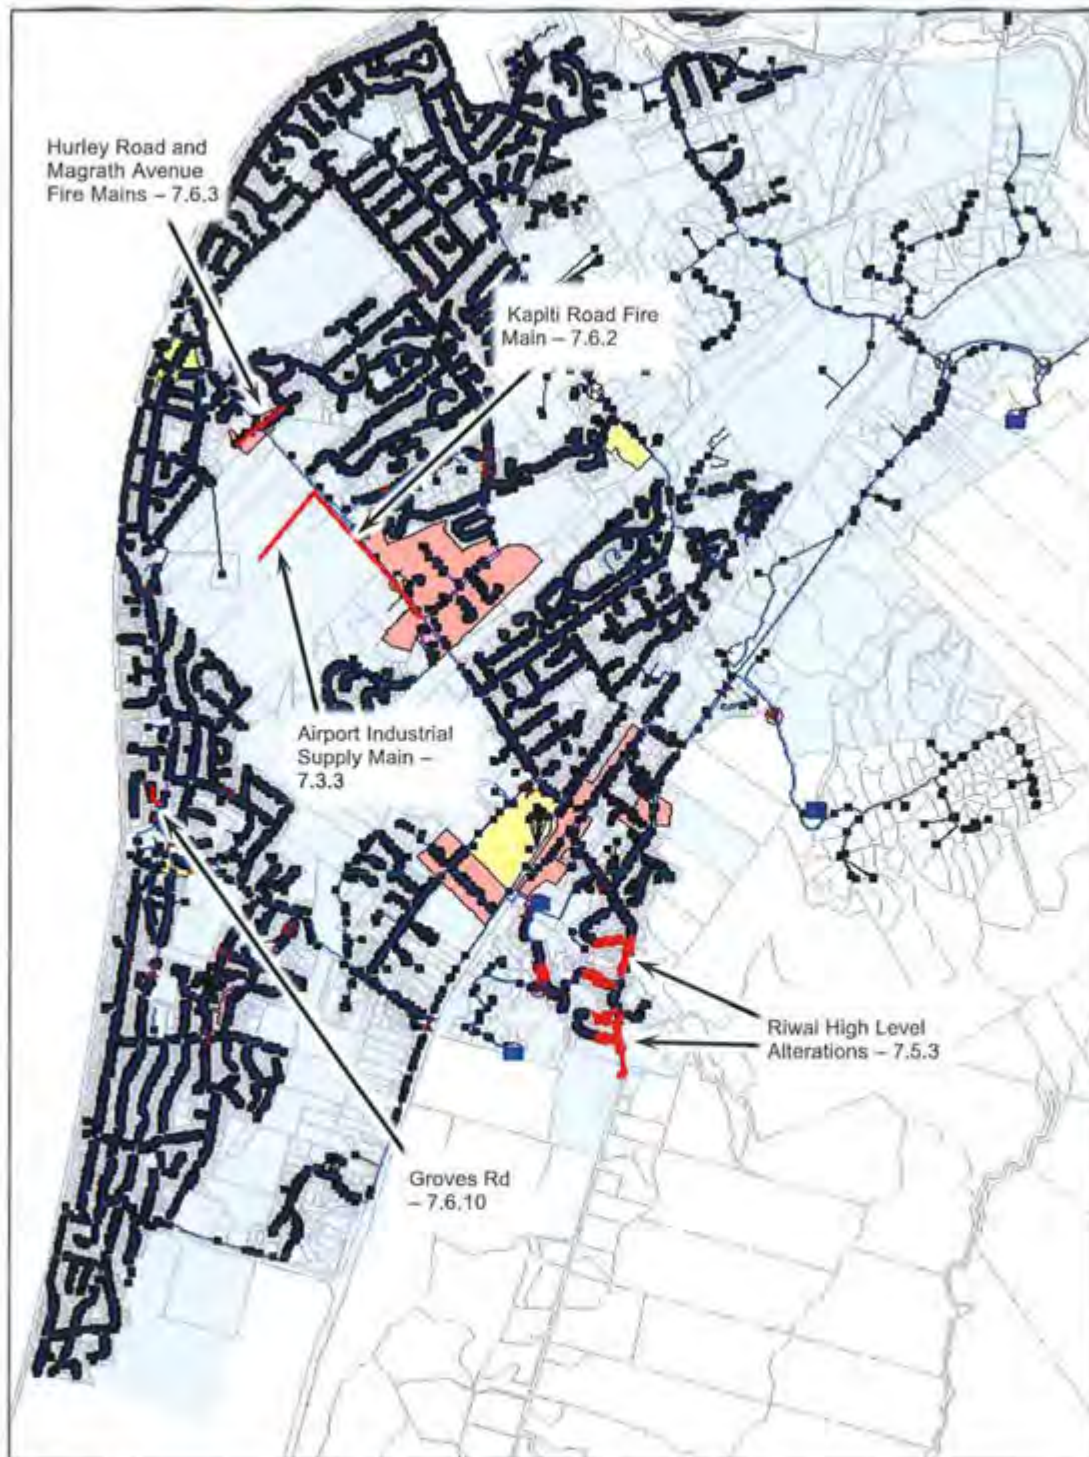 Hurley Road and
Magrath Avenue
Fire Mains – 7.6.3
Kapiti Road Fire
Main – 7.6.2
Airport Industrial
Supply Main –
7.3.3
Riwai High Level
Alterations – 7.5.3
Groves Rd
– 7.6.10